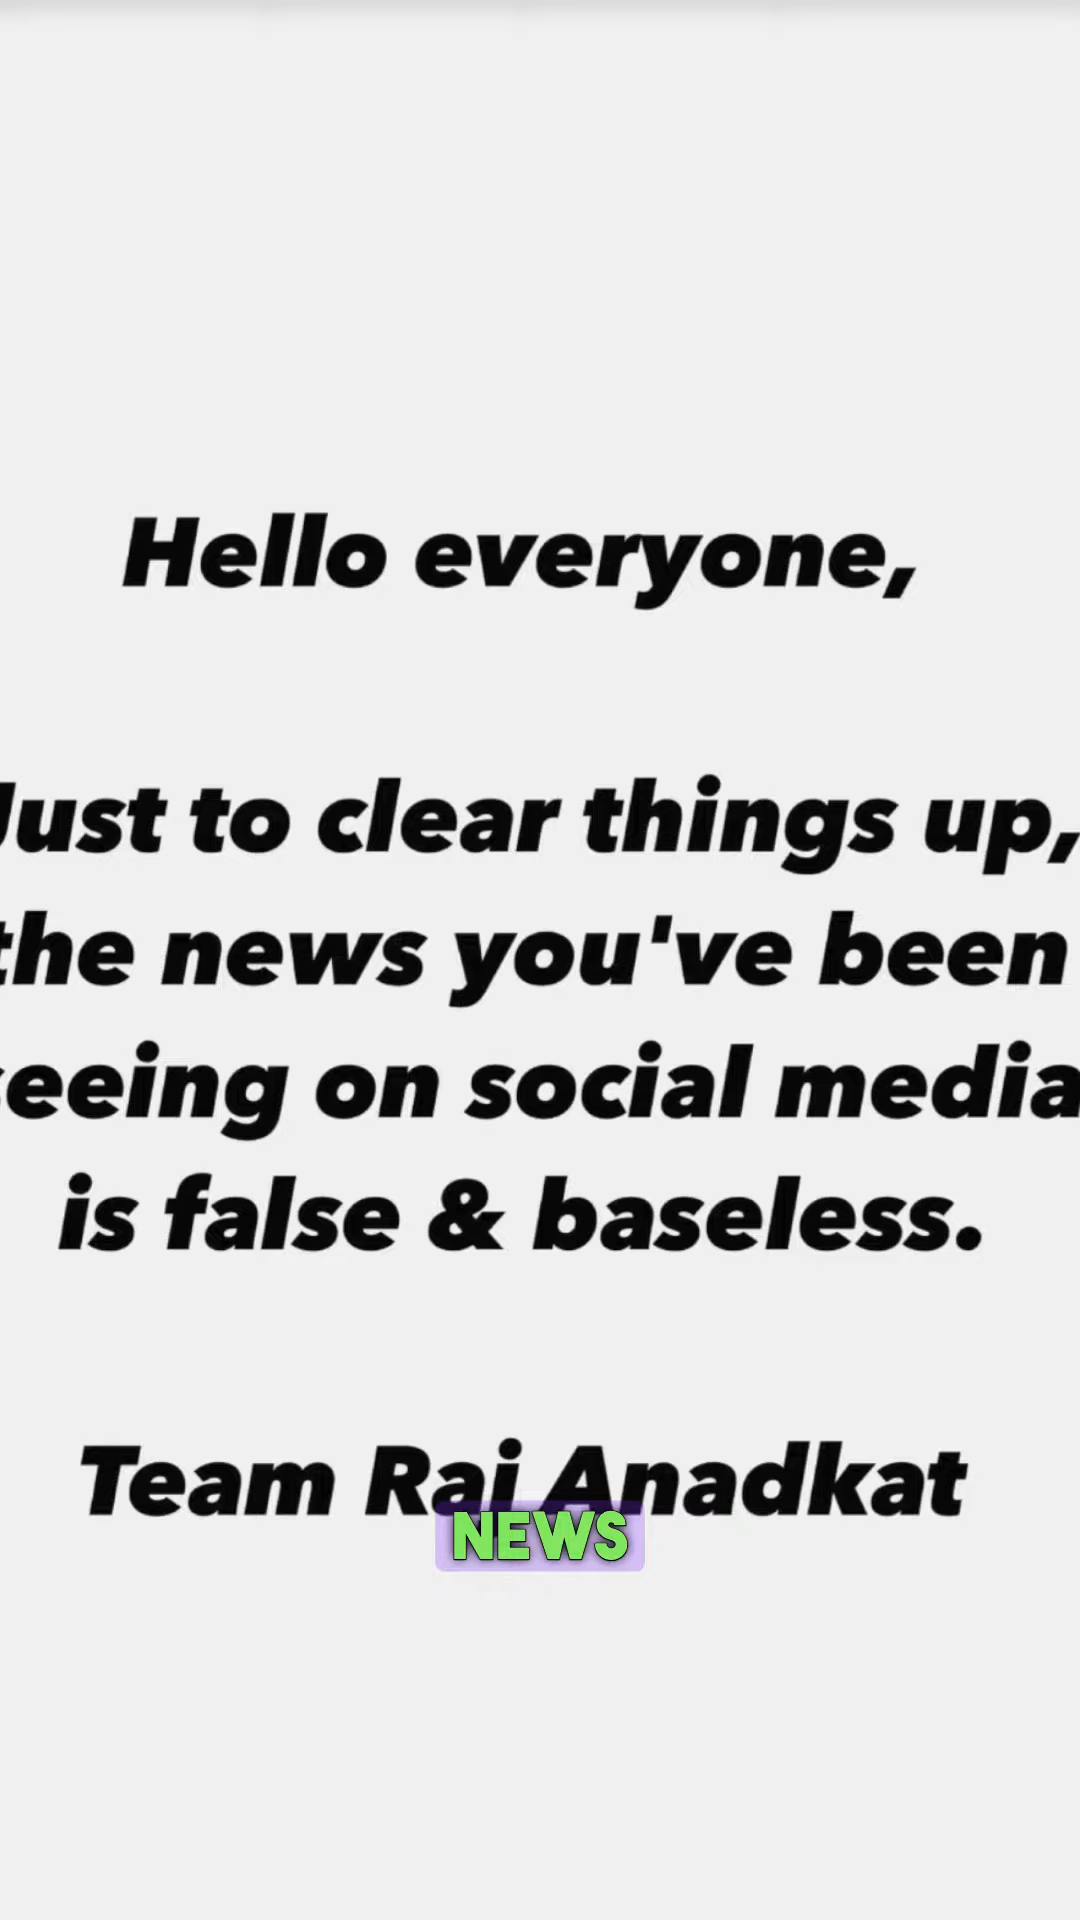 Hello everyone,
Just to clear things up,
the news you've been
seeing on social media
is false & baseless.
Team Raj Anadkat
NEWS